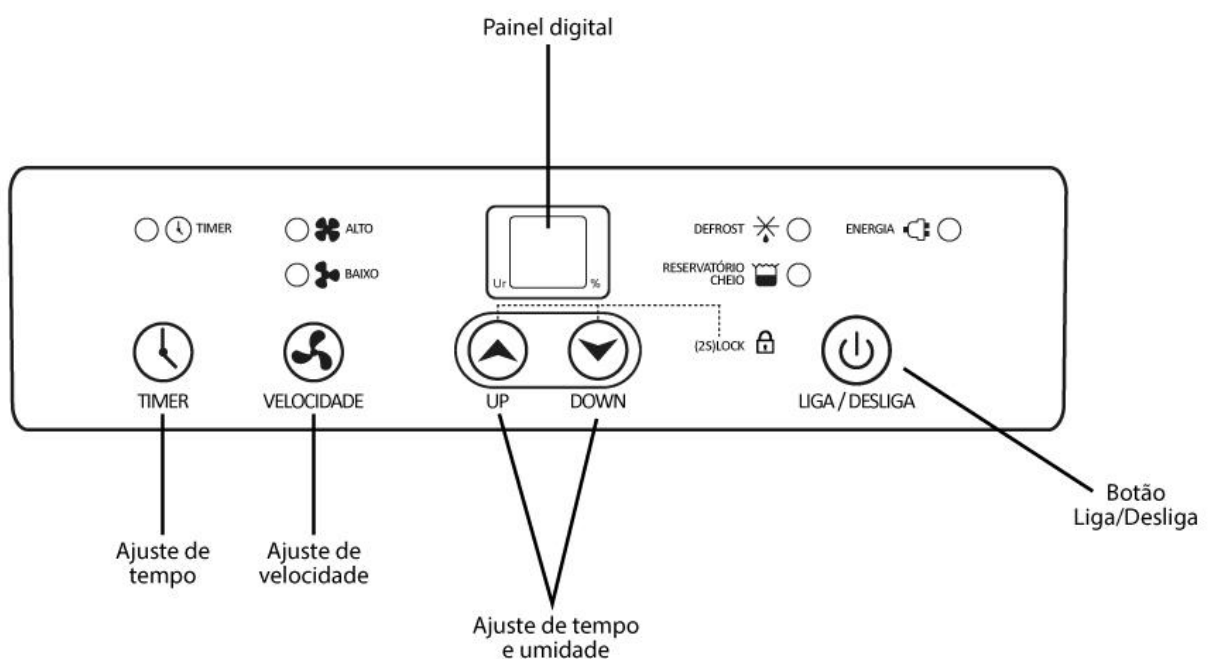 Painel digital
TIMER
ALTO
BAIXO
Ur
%
DEFROST
RESERVATÓRIO
CHEIO
ENERGIA
(2S)LOCK
TIMER
VELOCIDADE
UP
DOWN
LIGA / DESLIGA
Ajuste de
tempo
Ajuste de
velocidade
Ajuste de tempo
e umidade
Botão
Liga/Desliga